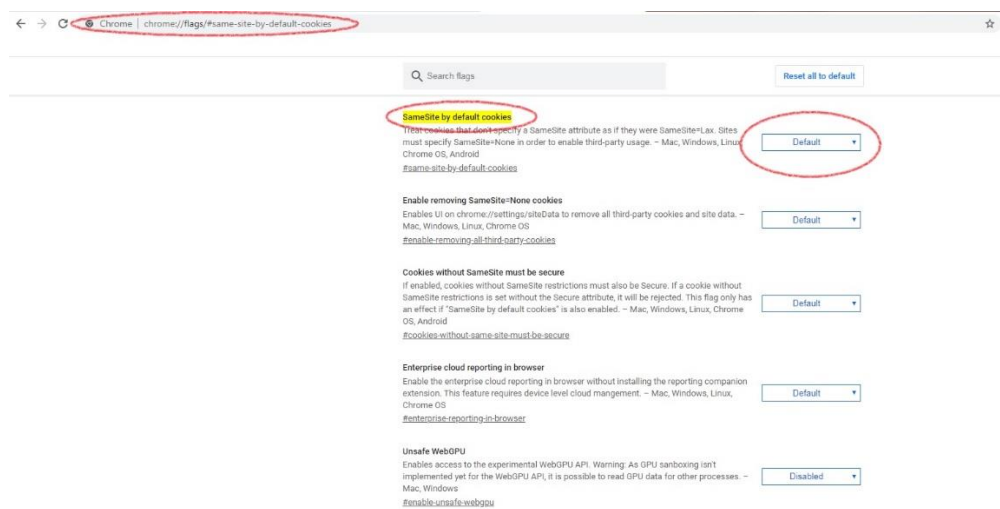 Chrome | chrome://flags/#same-site-by-default-cookies
Search flags
Reset all to default
SameSite by default cookies
Treat cookies that don't specify a SameSite attribute as if they were SameSite=Lax. Sites
must specify SameSite=None in order to enable third-party usage. – Mac, Windows, Linux,
Chrome OS, Android
#same-site-by-default-cookies
Default
Enable removing SameSite=None cookies
Enables UI on chrome://settings/siteData to remove all third-party cookies and site data. –
Mac, Windows, Linux, Chrome OS
#enable-removing-all-third-party-cookies
Default
Cookies without SameSite must be secure
If enabled, cookies without SameSite restrictions must also be Secure. If a cookie without
SameSite restrictions is set without the Secure attribute, it will be rejected. This flag only has
an effect if "SameSite by default cookies" is also enabled. – Mac, Windows, Linux, Chrome
OS, Android
#cookies-without-same-site-must-be-secure
Default
Enterprise cloud reporting in browser
Enable the enterprise cloud reporting in browser without installing the reporting companion
extension. This feature requires device level cloud mangement. – Mac, Windows, Linux,
Chrome OS
#enterprise-reporting-in-browser
Default
Unsafe WebGPU
Enables access to the experimental WebGPU API. Warning: As GPU sanboxing isn't
implemented yet for the WebGPU API, it is possible to read GPU data for other processes. –
Mac, Windows
#enable-unsafe-webgpu
Disabled